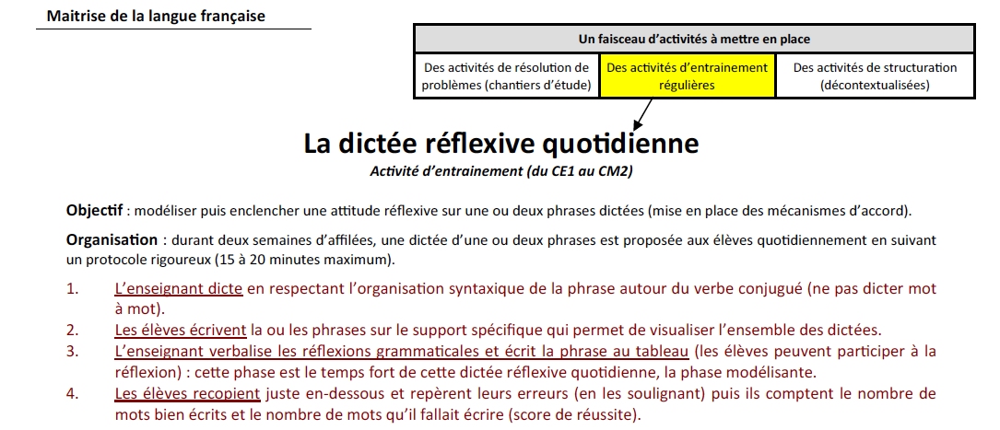 Maitrise de la langue française
Un faisceau d'activités à mettre en place
Des activités de résolution de problèmes (chantiers d'étude)
Des activités d'entrainement régulières
Des activités de structuration (décontextualisées)
La dictée réflexive quotidienne
Activité d'entrainement (du CE1 au CM2)
Objectif : modéliser puis enclencher une attitude réflexive sur une ou deux phrases dictées (mise en place des mécanismes d'accord).
Organisation : durant deux semaines d'affilées, une dictée d'une ou deux phrases est proposée aux élèves quotidiennement en suivant
un protocole rigoureux (15 à 20 minutes maximum).
1. L'enseignant dicte en respectant l'organisation syntaxique de la phrase autour du verbe conjugué (ne pas dicter mot
à mot).
2. Les élèves écrivent la ou les phrases sur le support spécifique qui permet de visualiser l'ensemble des dictées.
3. L'enseignant verbalise les réflexions grammaticales et écrit la phrase au tableau (les élèves peuvent participer à la
réflexion) : cette phase est le temps fort de cette dictée réflexive quotidienne, la phase modélisante.
4. Les élèves recopient juste en-dessous et repèrent leurs erreurs (en les soulignant) puis ils comptent le nombre de
mots bien écrits et le nombre de mots qu'il fallait écrire (score de réussite).